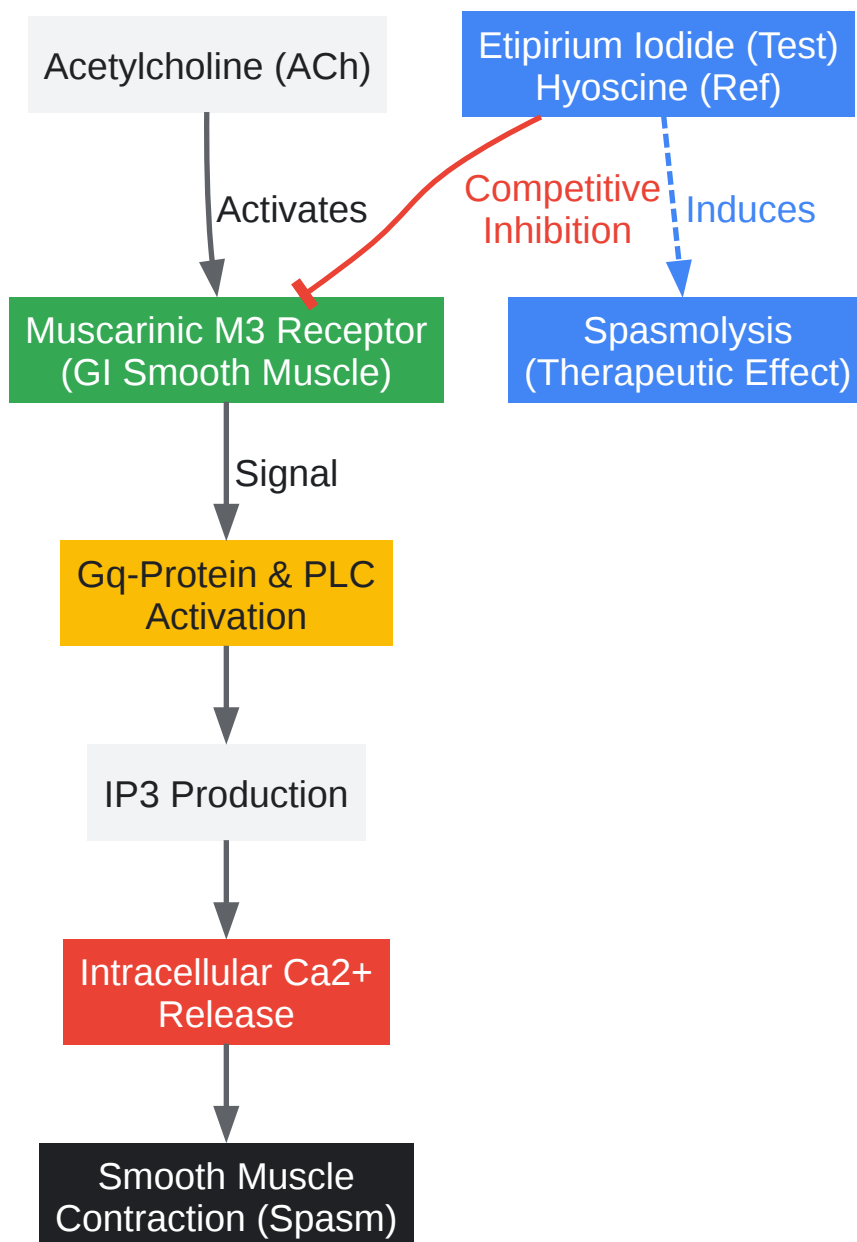 Acetylcholine (ACh)
Etipirium Iodide (Test)
Hyoscine (Ref)
Activates
Competitive
Inhibition
Induces
Muscarinic M3 Receptor
(GI Smooth Muscle)
Spasmolysis
(Therapeutic Effect)
Signal
Gq-Protein & PLC
Activation
IP3 Production
Intracellular Ca2+
Release
Smooth Muscle
Contraction (Spasm)